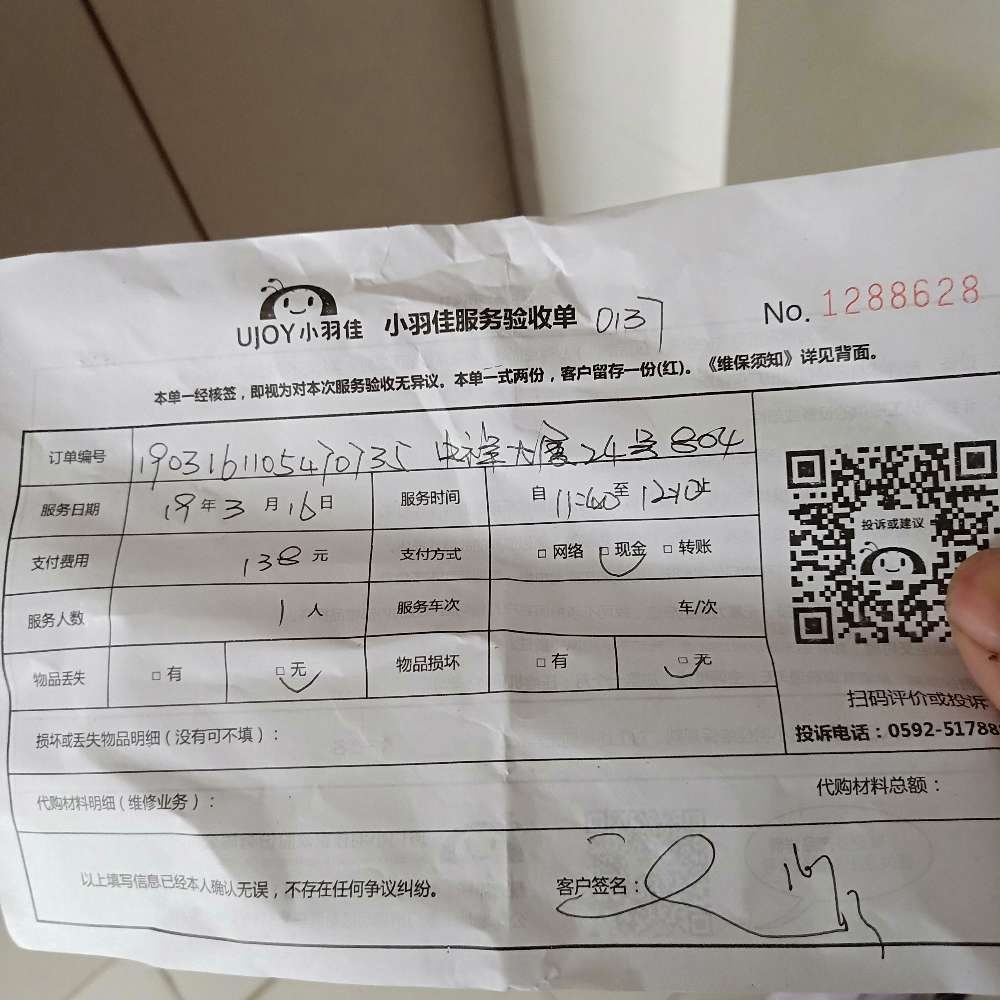 UJOY小羽佳 小羽佳服务验收单 0137 No. 1288628
本单一经核签，即视为对本次服务验收无异议。本单一式两份，客户留存一份(红)。《维保须知》详见背面。
订单编号 1903161105470735 大厦24号804
服务日期 19年3月16日 服务时间 自11:40至12:10止
支付费用 138元 支付方式 □网络 □现金 □转账
服务人数 1人 服务车次 车/次
物品丢失 □有 □无 物品损坏 □有 □无
投诉或建议
扫码评价或投诉
投诉电话：0592-51788
损坏或丢失物品明细（没有可不填）：
代购材料明细（维修业务）： 代购材料总额：
以上填写信息已经本人确认无误，不存在任何争议纠纷。 客户签名：